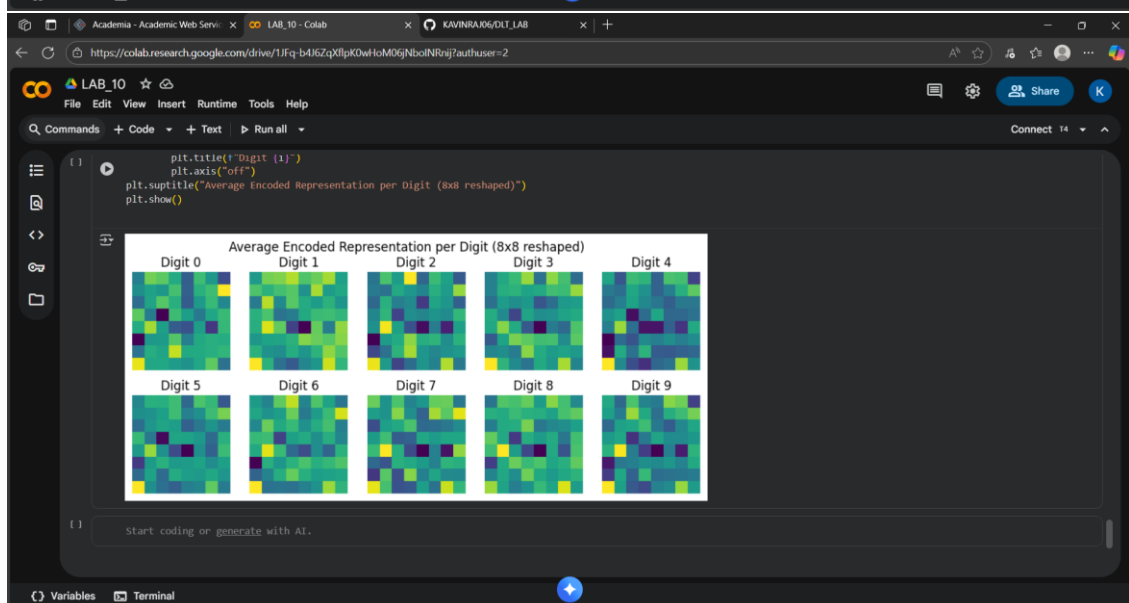 Academia - Academic Web Servic
LAB_10 - Colab
KAVINRAJ06/DLT_LAB
https://colab.research.google.com/drive/1JFq-b4J6ZqXflpK0wHoM06jNbolNRnij?authuser=2
LAB_10
File Edit View Insert Runtime Tools Help
Share
K
Commands + Code + Text Run all
Connect T4
[ ]
plt.title(f"Digit {i}")
plt.axis("off")
plt.suptitle("Average Encoded Representation per Digit (8x8 reshaped)")
plt.show()
Average Encoded Representation per Digit (8x8 reshaped)
Digit 0 Digit 1 Digit 2 Digit 3 Digit 4
Digit 5 Digit 6 Digit 7 Digit 8 Digit 9
[ ] Start coding or generate with AI.
Variables Terminal